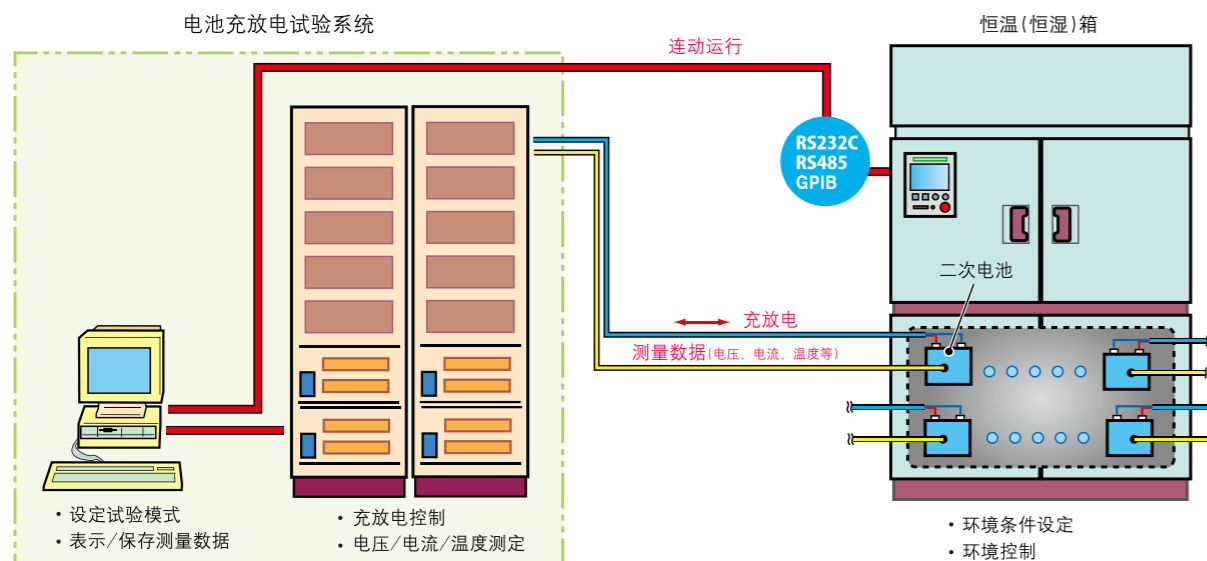 电池充放电试验系统
恒温(恒湿)箱
连动运行
RS232C
RS485
GPIB
二次电池
充放电
测量数据(电压、电流、温度等)
• 设定试验模式
• 表示/保存测量数据
• 充放电控制
• 电压/电流/温度测定
• 环境条件设定
• 环境控制